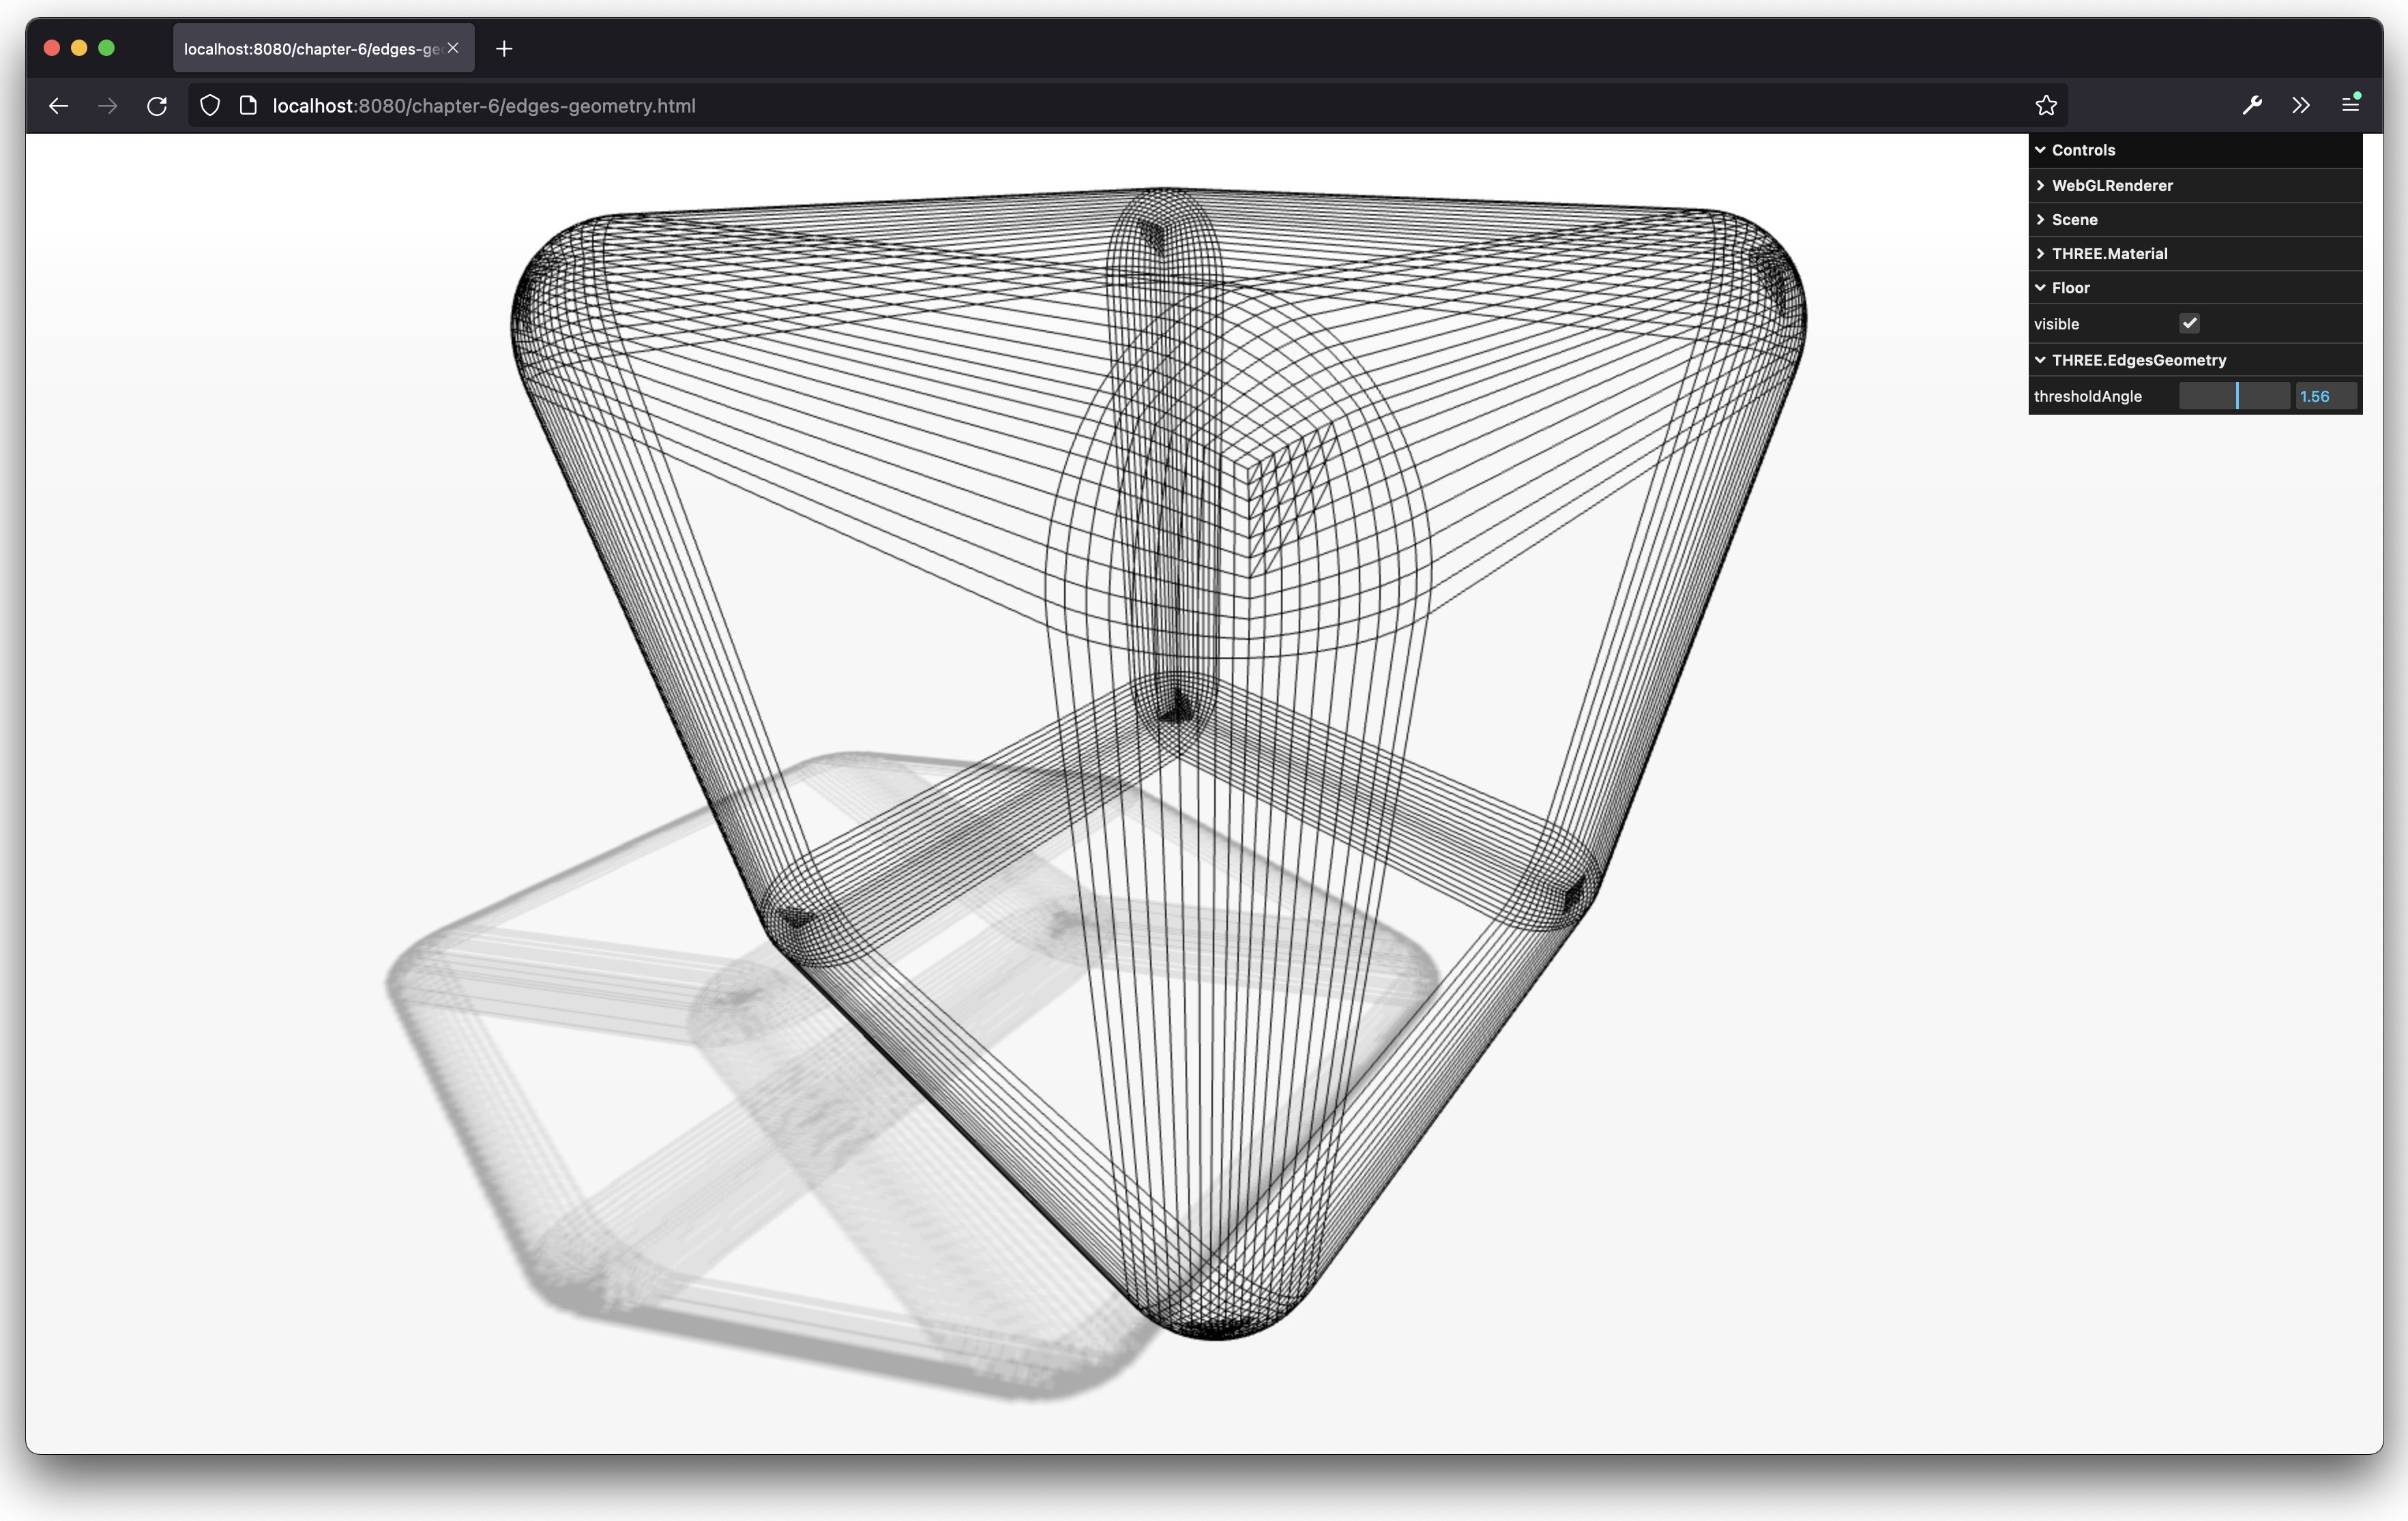 localhost:8080/chapter-6/edges-ge
localhost:8080/chapter-6/edges-geometry.html
Controls
WebGLRenderer
Scene
THREE.Material
Floor
visible
THREE.EdgesGeometry
thresholdAngle 1.56